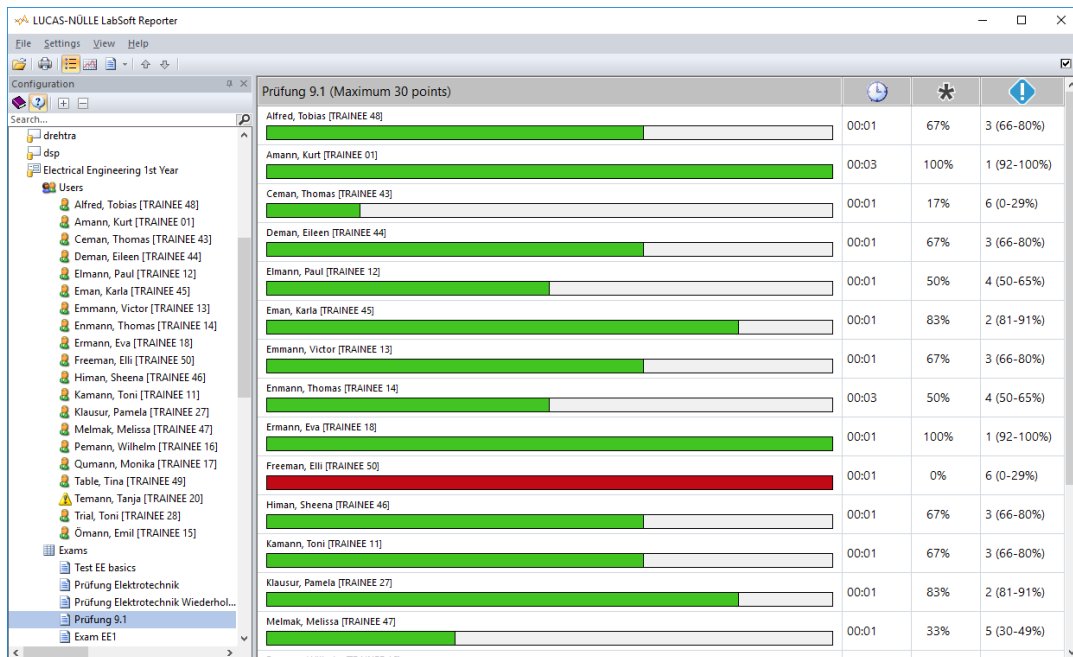 LUCAS-NÜLLE LabSoft Reporter
File Settings View Help
Configuration
Search...
drehtra
dsp
Electrical Engineering 1st Year
Users
Alfred, Tobias [TRAINEE 48]
Amann, Kurt [TRAINEE 01]
Ceman, Thomas [TRAINEE 43]
Deman, Eileen [TRAINEE 44]
Elmann, Paul [TRAINEE 12]
Eman, Karla [TRAINEE 45]
Emmann, Victor [TRAINEE 13]
Enmann, Thomas [TRAINEE 14]
Ermann, Eva [TRAINEE 18]
Freeman, Elli [TRAINEE 50]
Himan, Sheena [TRAINEE 46]
Kamann, Toni [TRAINEE 11]
Klausur, Pamela [TRAINEE 27]
Melmak, Melissa [TRAINEE 47]
Pemann, Wilhelm [TRAINEE 16]
Qumann, Monika [TRAINEE 17]
Table, Tina [TRAINEE 49]
Temann, Tanja [TRAINEE 20]
Trial, Toni [TRAINEE 28]
Ömann, Emil [TRAINEE 15]
Exams
Test EE basics
Prüfung Elektrotechnik
Prüfung Elektrotechnik Wiederhol...
Prüfung 9.1
Exam EE1
Prüfung 9.1 (Maximum 30 points)
Alfred, Tobias [TRAINEE 48]
00:01 67% 3 (66-80%)
Amann, Kurt [TRAINEE 01]
00:03 100% 1 (92-100%)
Ceman, Thomas [TRAINEE 43]
00:01 17% 6 (0-29%)
Deman, Eileen [TRAINEE 44]
00:01 67% 3 (66-80%)
Elmann, Paul [TRAINEE 12]
00:01 50% 4 (50-65%)
Eman, Karla [TRAINEE 45]
00:01 83% 2 (81-91%)
Emmann, Victor [TRAINEE 13]
00:01 67% 3 (66-80%)
Enmann, Thomas [TRAINEE 14]
00:03 50% 4 (50-65%)
Ermann, Eva [TRAINEE 18]
00:01 100% 1 (92-100%)
Freeman, Elli [TRAINEE 50]
00:01 0% 6 (0-29%)
Himan, Sheena [TRAINEE 46]
00:01 67% 3 (66-80%)
Kamann, Toni [TRAINEE 11]
00:01 67% 3 (66-80%)
Klausur, Pamela [TRAINEE 27]
00:01 83% 2 (81-91%)
Melmak, Melissa [TRAINEE 47]
00:01 33% 5 (30-49%)